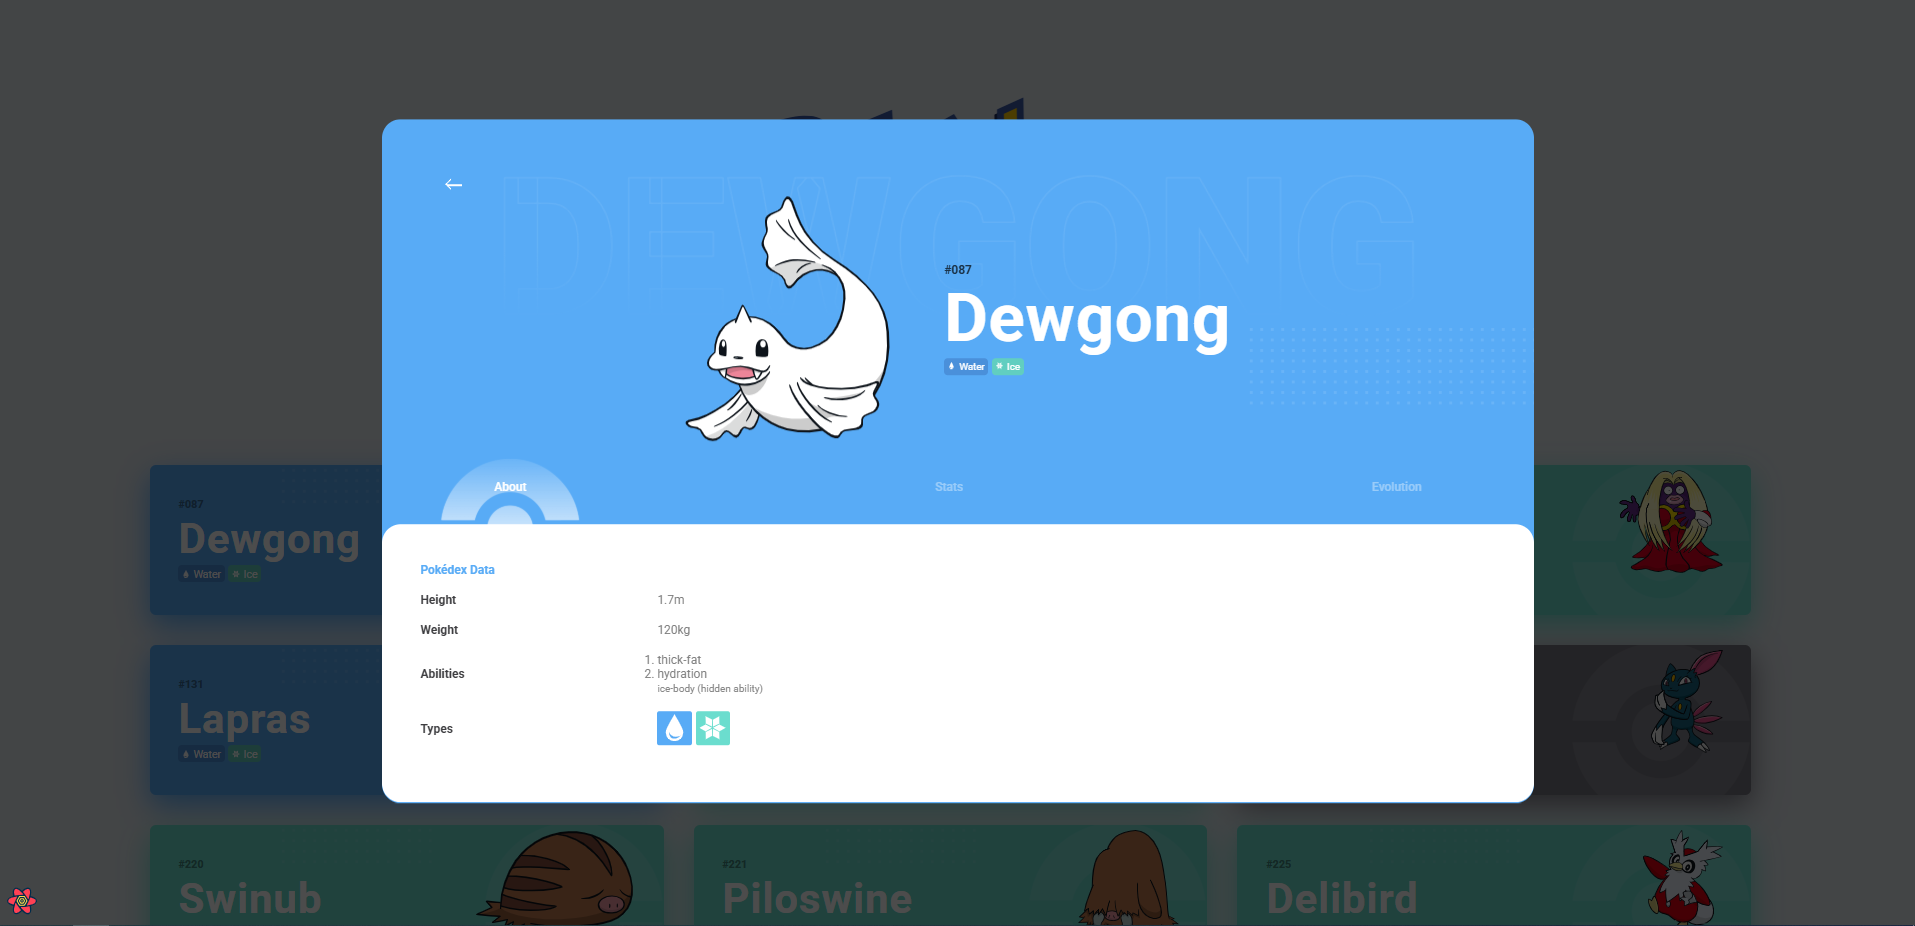 DEWGONG
#087
Dewgong
Water Ice
About Stats Evolution
Pokédex Data
Height 1.7m
Weight 120kg
Abilities
1. thick-fat
2. hydration
ice-body (hidden ability)
Types
#087
Dewgong
Water Ice
#131
Lapras
Water Ice
#220
Swinub
#221
Piloswine
#225
Delibird